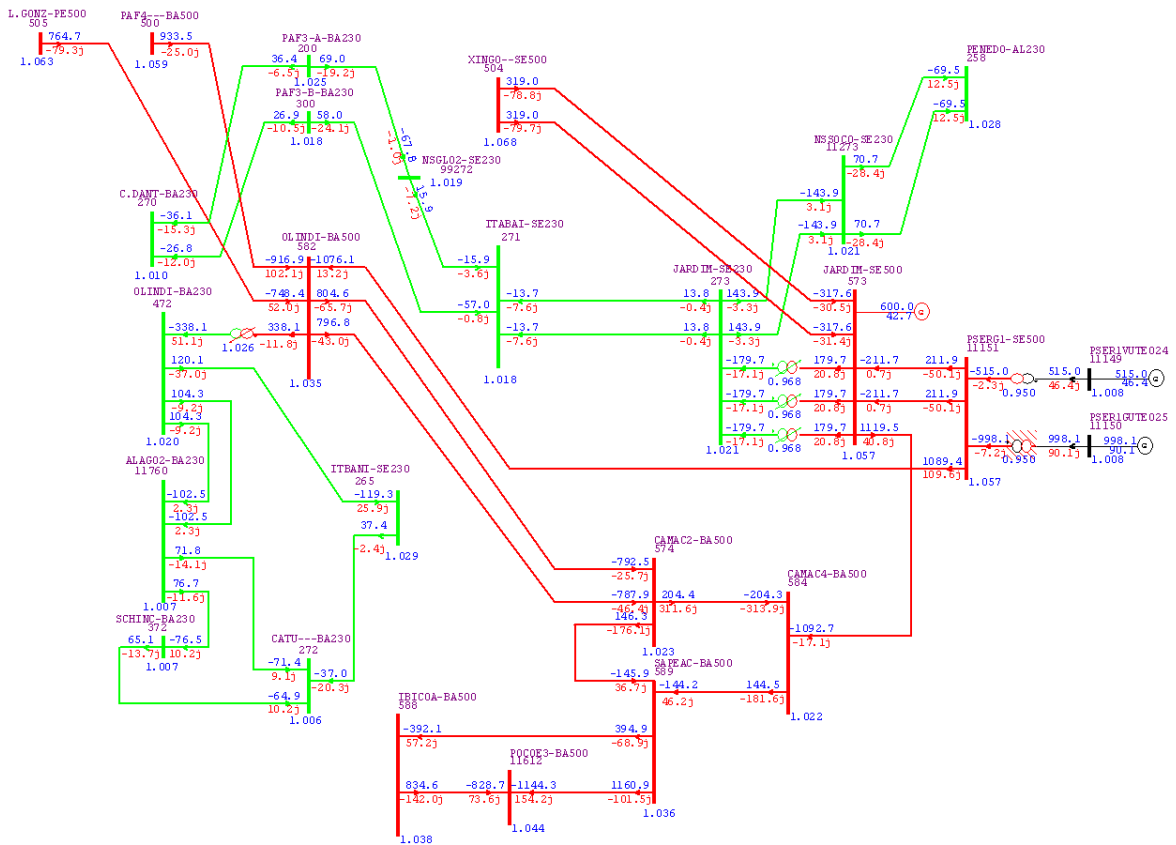 L.GONZ-PE500
505
764.7
-79.3j
1.063
PAF4---BA500
500
933.5
-25.0j
1.059
PAF3-A-BA230
200
36.4
-6.5j
69.0
-19.2j
1.025
PAF3-B-BA230
300
26.9
-10.5j
58.0
-24.1j
1.018
-67.8
-1.0j
NSGLO2-SE230
99272
1.019
15.9
-7.2j
XINGO--SE500
504
319.0
-78.8j
319.0
-79.7j
1.068
PENEDO-AL230
258
-69.5
12.5j
-69.5
12.5j
1.028
NSSOCO-SE230
11273
70.7
-28.4j
-143.9
3.1j
-143.9
3.1j
70.7
-28.4j
1.021
C.DANT-BA230
270
-36.1
-15.3j
-26.8
-12.0j
1.010
OLINDI-BA500
582
-916.9
102.1j
-1076.1
13.2j
-748.4
52.0j
804.6
-65.7j
338.1
-11.8j
796.8
-43.0j
1.035
ITABAI-SE230
271
-15.9
-3.6j
-57.0
-0.8j
-13.7
-7.6j
-13.7
-7.6j
1.018
JARDIM-SE230
273
13.8
-0.4j
143.9
-3.3j
13.8
-0.4j
143.9
-3.3j
-179.7
-17.1j
-179.7
-17.1j
-179.7
-17.1j
1.021
0.968
0.968
0.968
JARDIM-SE500
573
-317.6
-30.5j
600.0
42.7
-317.6
-31.4j
179.7
20.8j
-211.7
0.7j
179.7
20.8j
-211.7
0.7j
179.7
20.8j
1119.5
40.8j
1.057
PSERG1-SE500
11151
211.9
-50.1j
-515.0
-2.3j
211.9
-50.1j
-998.1
-7.2j
1089.4
109.6j
1.057
0.950
0.950
PSER1VUTE024
11149
515.0
46.4j
515.0
46.4
1.008
PSER1GUTE025
11150
998.1
90.1j
998.1
90.1
1.008
OLINDI-BA230
472
-338.1
51.1j
1.026
120.1
-37.0j
104.3
-9.2j
104.3
-9.2j
1.020
ALAGO2-BA230
11760
-102.5
2.3j
-102.5
2.3j
71.8
-14.1j
76.7
-11.6j
1.007
ITBANI-SE230
265
-119.3
25.9j
37.4
-2.4j
1.029
SCHINC-BA230
372
65.1
-13.7j
-76.5
10.2j
1.007
CATU---BA230
272
-71.4
9.1j
-37.0
-20.3j
-64.9
10.2j
1.006
CAMAC2-BA500
574
-792.5
-25.7j
-787.9
-46.4j
204.4
311.6j
146.3
-176.1j
1.023
CAMAC4-BA500
584
-204.3
-313.9j
-1092.7
-17.1j
144.5
-181.6j
1.022
SAPEAC-BA500
589
-145.9
36.7j
-144.2
46.2j
394.9
-68.9j
1160.9
-101.5j
1.036
IBICOA-BA500
588
-392.1
57.2j
834.6
-142.0j
1.038
POCOE3-BA500
11612
-828.7
73.6j
-1144.3
154.2j
1.044